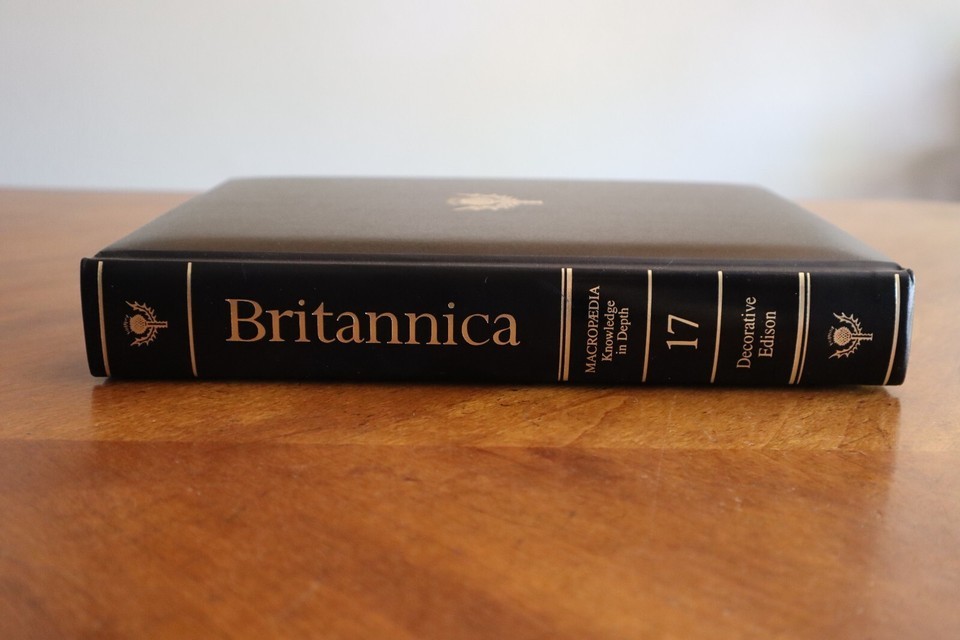 Britannica
MACROPÆDIA
Knowledge
in Depth
17
Decorative
Edison